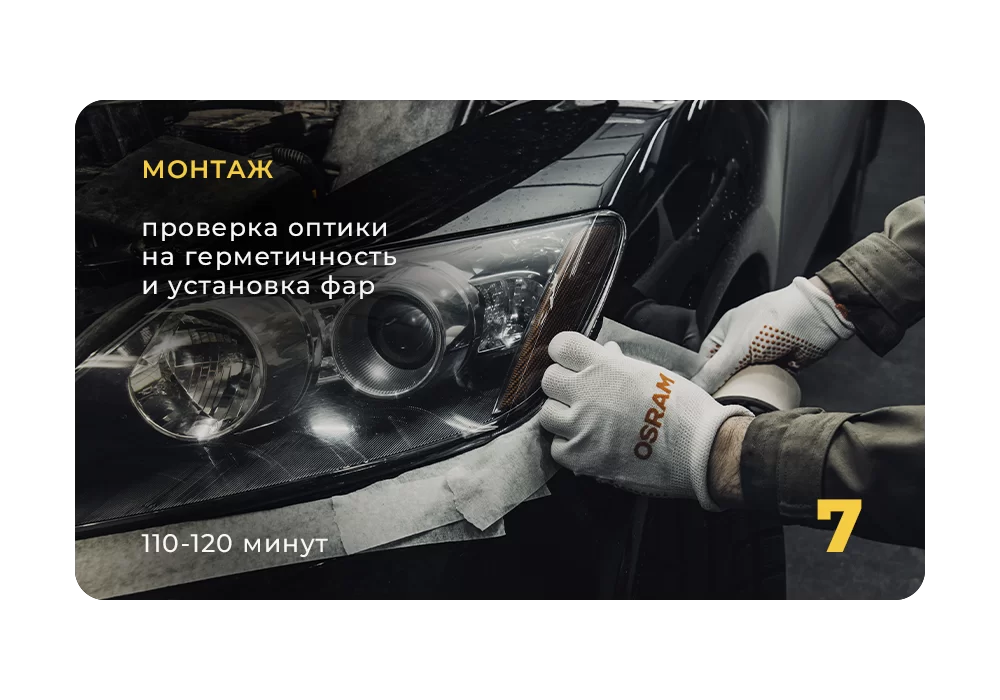 МОНТАЖ
проверка оптики
на герметичность
и установка фар
OSRAM
110-120 минут
7